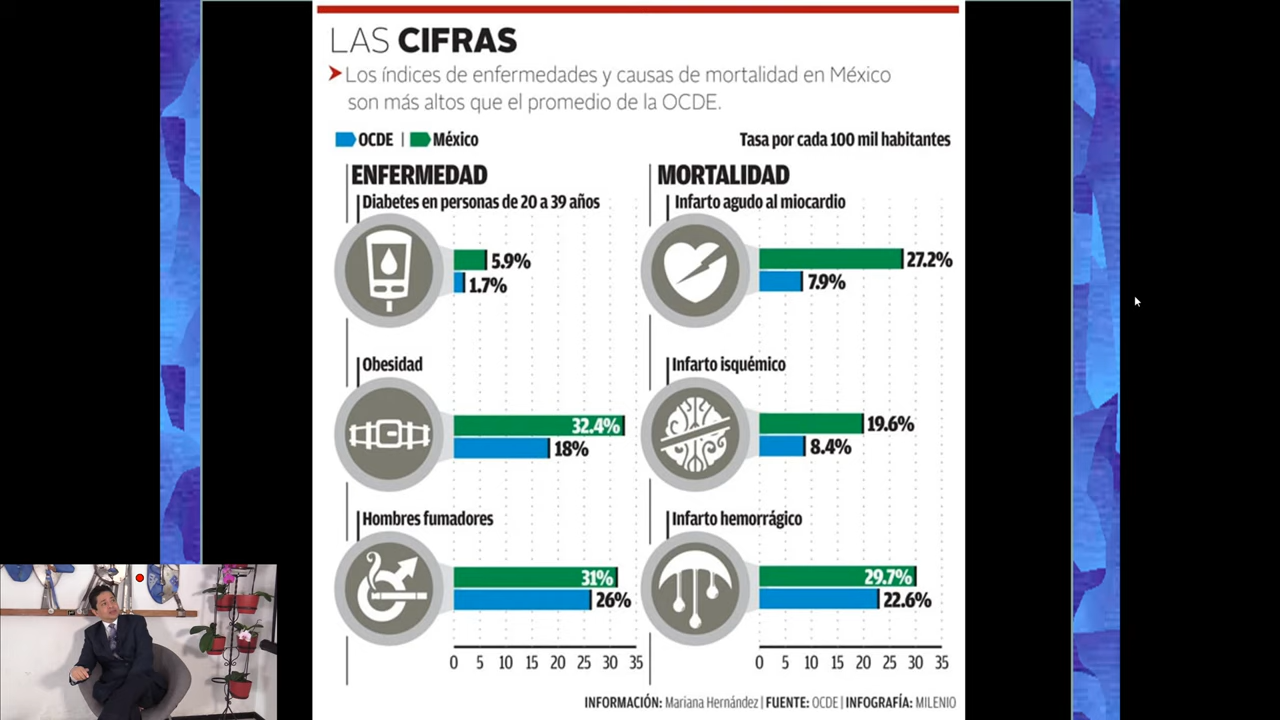 LAS CIFRAS
Los índices de enfermedades y causas de mortalidad en México
son más altos que el promedio de la OCDE.
OCDE | México
Tasa por cada 100 mil habitantes
ENFERMEDAD
Diabetes en personas de 20 a 39 años
5.9%
1.7%
Obesidad
32.4%
18%
Hombres fumadores
31%
26%
0 5 10 15 20 25 30 35
MORTALIDAD
Infarto agudo al miocardio
27.2%
7.9%
Infarto isquémico
19.6%
8.4%
Infarto hemorrágico
29.7%
22.6%
0 5 10 15 20 25 30 35
INFORMACIÓN: Mariana Hernández | FUENTE: OCDE | INFOGRAFÍA: MILENIO